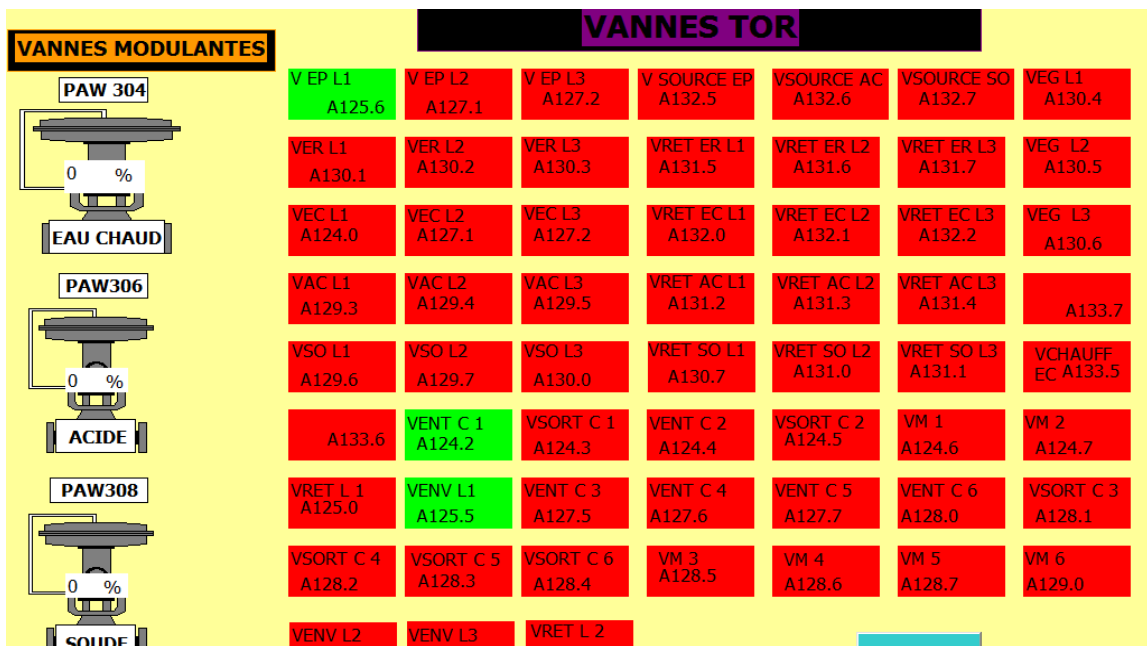 VANNES TOR
VANNES MODULANTES
PAW 304
0 %
EAU CHAUD
PAW306
0 %
ACIDE
PAW308
0 %
SOUDE
V EP L1
A125.6
V EP L2
A127.1
V EP L3
A127.2
V SOURCE EP
A132.5
VSOURCE AC
A132.6
VSOURCE SO
A132.7
VEG L1
A130.4
VER L1
A130.1
VER L2
A130.2
VER L3
A130.3
VRET ER L1
A131.5
VRET ER L2
A131.6
VRET ER L3
A131.7
VEG L2
A130.5
VEC L1
A124.0
VEC L2
A127.1
VEC L3
A127.2
VRET EC L1
A132.0
VRET EC L2
A132.1
VRET EC L3
A132.2
VEG L3
A130.6
VAC L1
A129.3
VAC L2
A129.4
VAC L3
A129.5
VRET AC L1
A131.2
VRET AC L2
A131.3
VRET AC L3
A131.4
A133.7
VSO L1
A129.6
VSO L2
A129.7
VSO L3
A130.0
VRET SO L1
A130.7
VRET SO L2
A131.0
VRET SO L3
A131.1
VCHAUFF
EC A133.5
A133.6
VENT C 1
A124.2
VSORT C 1
A124.3
VENT C 2
A124.4
VSORT C 2
A124.5
VM 1
A124.6
VM 2
A124.7
VRET L 1
A125.0
VENV L1
A125.5
VENT C 3
A127.5
VENT C 4
A127.6
VENT C 5
A127.7
VENT C 6
A128.0
VSORT C 3
A128.1
VSORT C 4
A128.2
VSORT C 5
A128.3
VSORT C 6
A128.4
VM 3
A128.5
VM 4
A128.6
VM 5
A128.7
VM 6
A129.0
VENV L2
VENV L3
VRET L 2